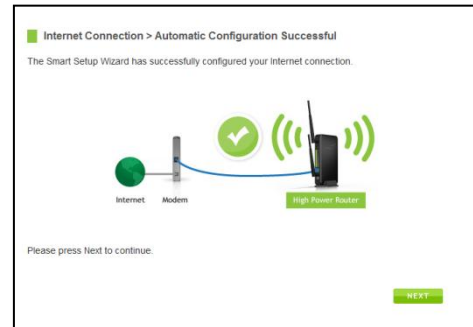 Internet Connection > Automatic Configuration Successful
The Smart Setup Wizard has successfully configured your Internet connection.
Internet
Modem
High Power Router
Please press Next to continue.
NEXT